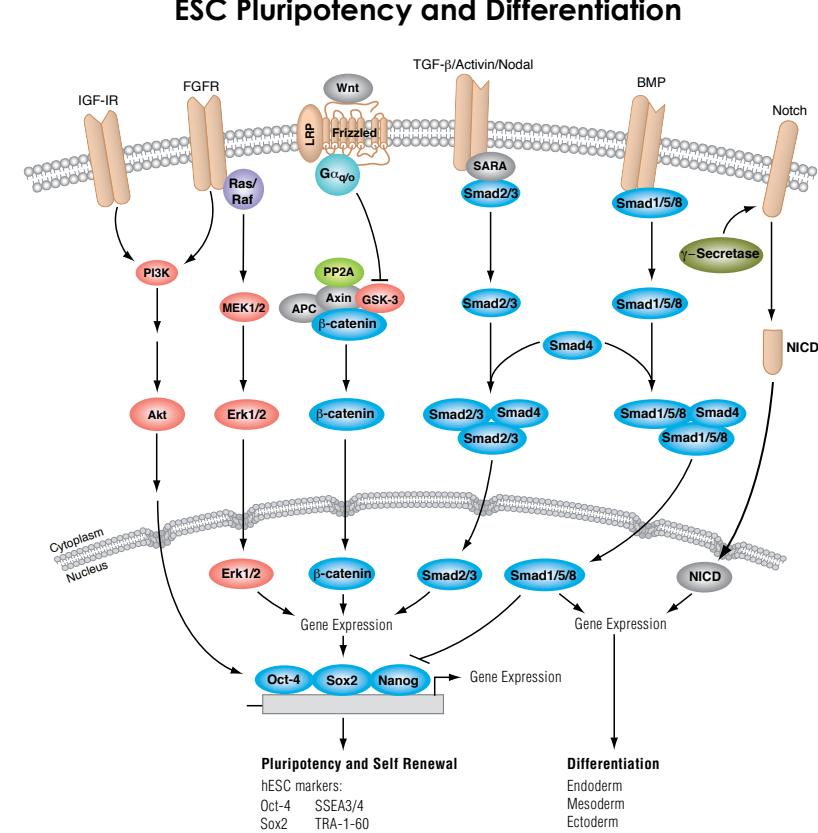 ESC Pluripotency and Differentiation
TGF-β/Activin/Nodal
IGF-IR
FGFR
Wnt
BMP
Notch
LRP
Frizzled
SARA
Ras/
Raf
Gαq/o
Smad2/3
Smad1/5/8
γ-Secretase
PI3K
PP2A
MEK1/2
APC
Axin
GSK-3
β-catenin
Smad2/3
Smad1/5/8
Smad4
NICD
Akt
Erk1/2
β-catenin
Smad2/3
Smad4
Smad2/3
Smad1/5/8
Smad4
Smad1/5/8
Cytoplasm
Nucleus
Erk1/2
β-catenin
Smad2/3
Smad1/5/8
NICD
Gene Expression
Gene Expression
Oct-4
Sox2
Nanog
Gene Expression
Pluripotency and Self Renewal
hESC markers:
Oct-4 SSEA3/4
Sox2 TRA-1-60
Differentiation
Endoderm
Mesoderm
Ectoderm